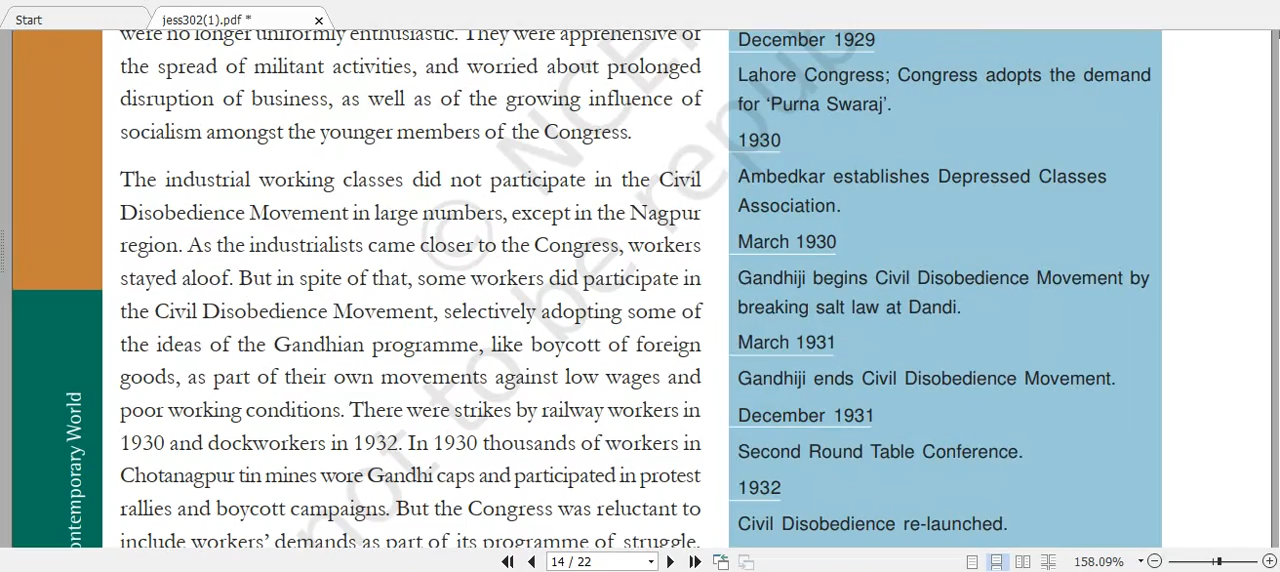 Start
jess302(1).pdf *
were no longer uniformly enthusiastic. They were apprehensive of
the spread of militant activities, and worried about prolonged
disruption of business, as well as of the growing influence of
socialism amongst the younger members of the Congress.
The industrial working classes did not participate in the Civil
Disobedience Movement in large numbers, except in the Nagpur
region. As the industrialists came closer to the Congress, workers
stayed aloof. But in spite of that, some workers did participate in
the Civil Disobedience Movement, selectively adopting some of
the ideas of the Gandhian programme, like boycott of foreign
goods, as part of their own movements against low wages and
poor working conditions. There were strikes by railway workers in
1930 and dockworkers in 1932. In 1930 thousands of workers in
Chotanagpur tin mines wore Gandhi caps and participated in protest
rallies and boycott campaigns. But the Congress was reluctant to
include workers' demands as part of its programme of struggle.
December 1929
Lahore Congress; Congress adopts the demand
for 'Purna Swaraj'.
1930
Ambedkar establishes Depressed Classes
Association.
March 1930
Gandhiji begins Civil Disobedience Movement by
breaking salt law at Dandi.
March 1931
Gandhiji ends Civil Disobedience Movement.
December 1931
Second Round Table Conference.
1932
Civil Disobedience re-launched.
ontemporary World
© NCE
not to be repub
14 / 22
158.09%